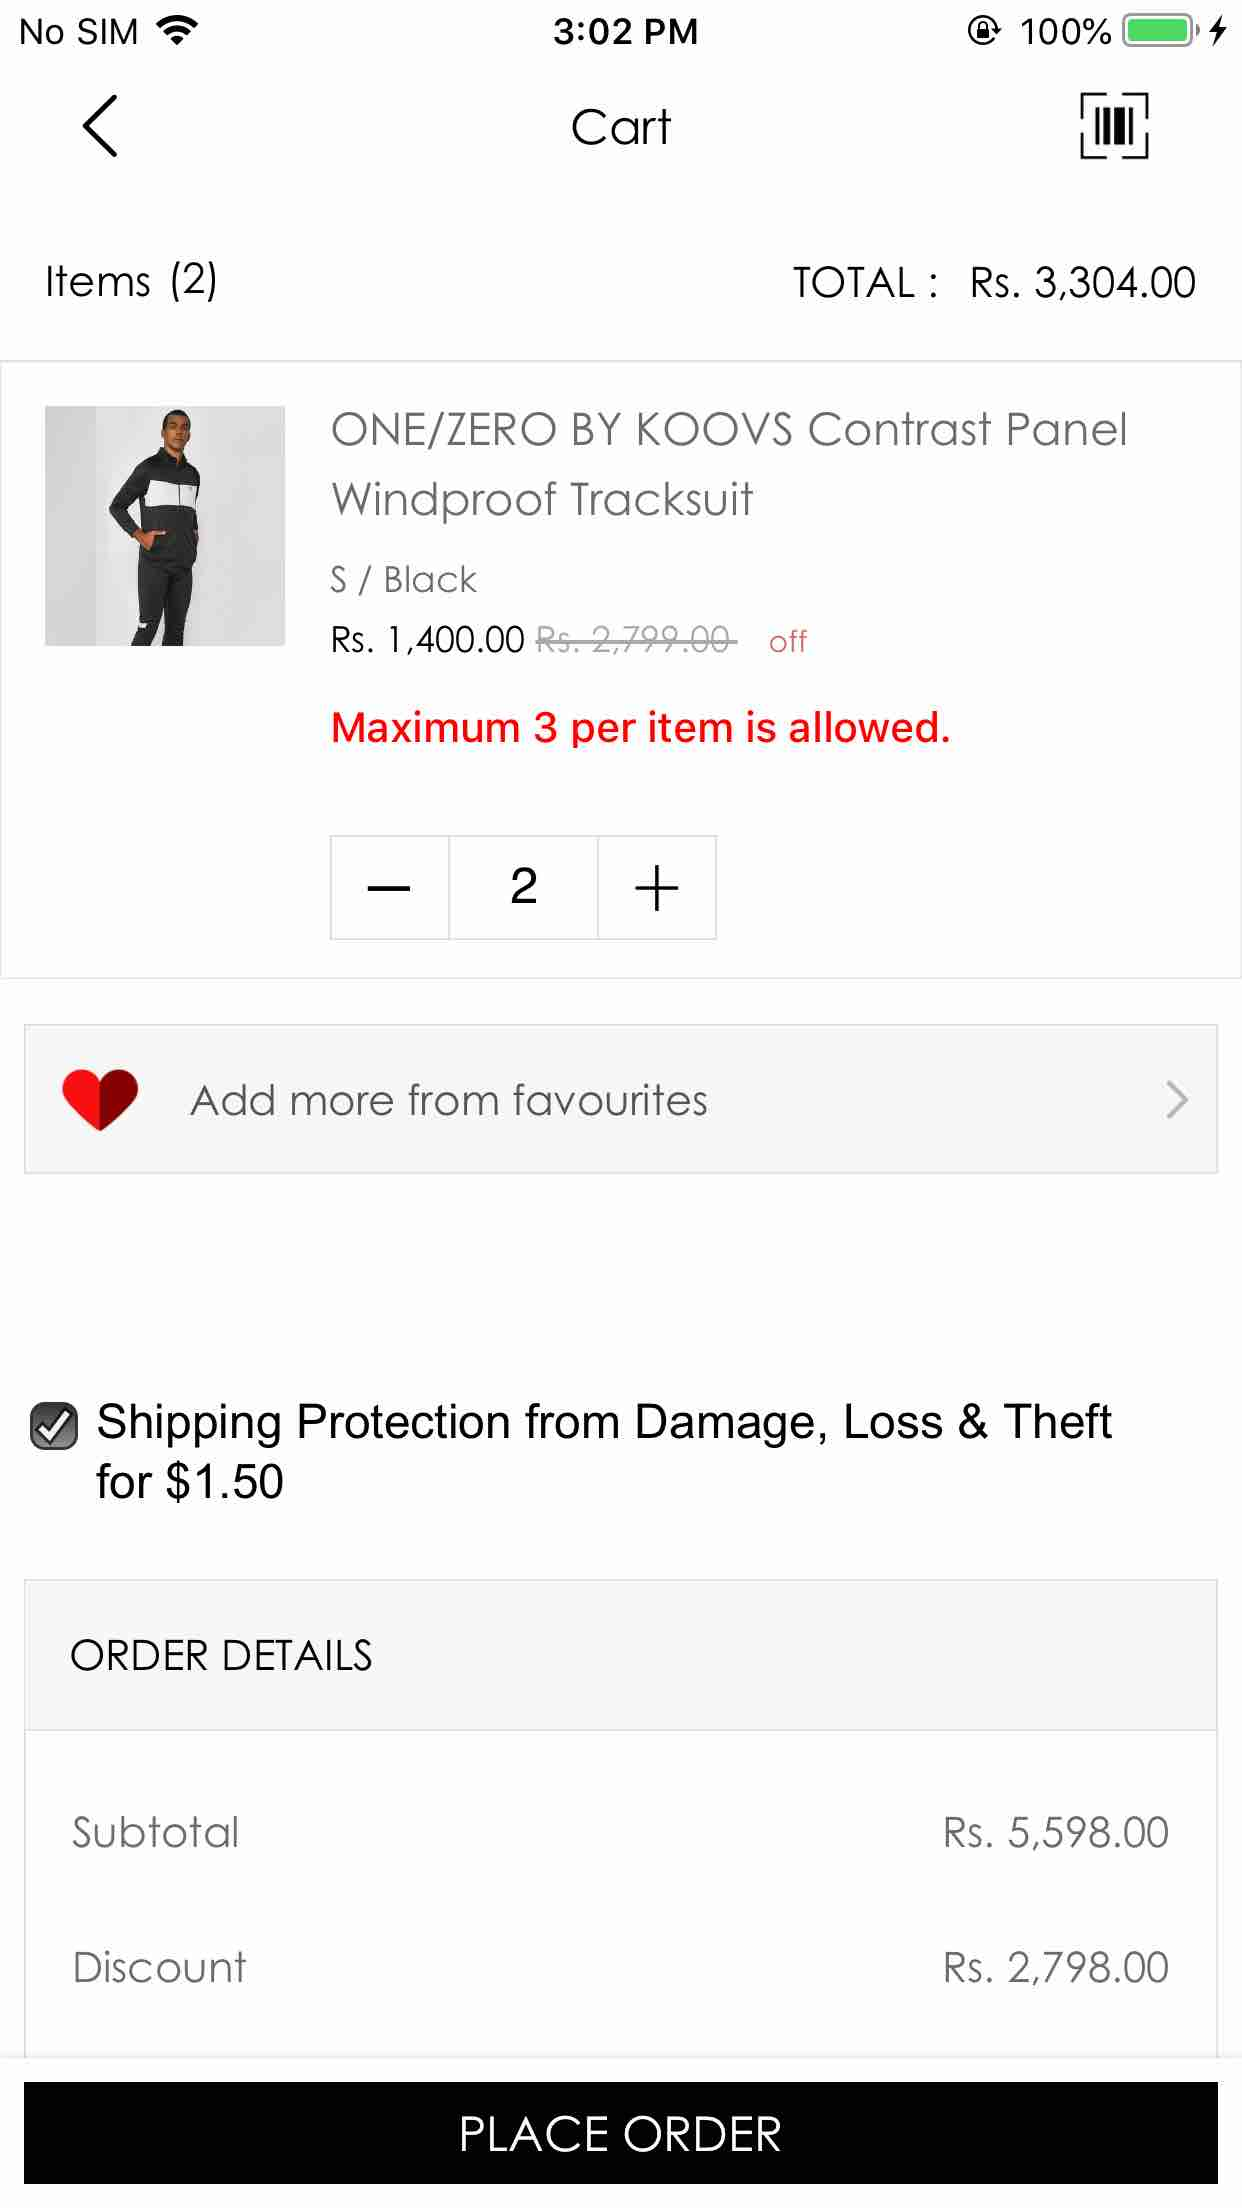 No SIM 3:02 PM 100%
Cart
Items (2) TOTAL : Rs. 3,304.00
ONE/ZERO BY KOOVS Contrast Panel
Windproof Tracksuit
S / Black
Rs. 1,400.00 Rs. 2,799.00 off
Maximum 3 per item is allowed.
2
Add more from favourites
Shipping Protection from Damage, Loss & Theft
for $1.50
ORDER DETAILS
Subtotal Rs. 5,598.00
Discount Rs. 2,798.00
PLACE ORDER